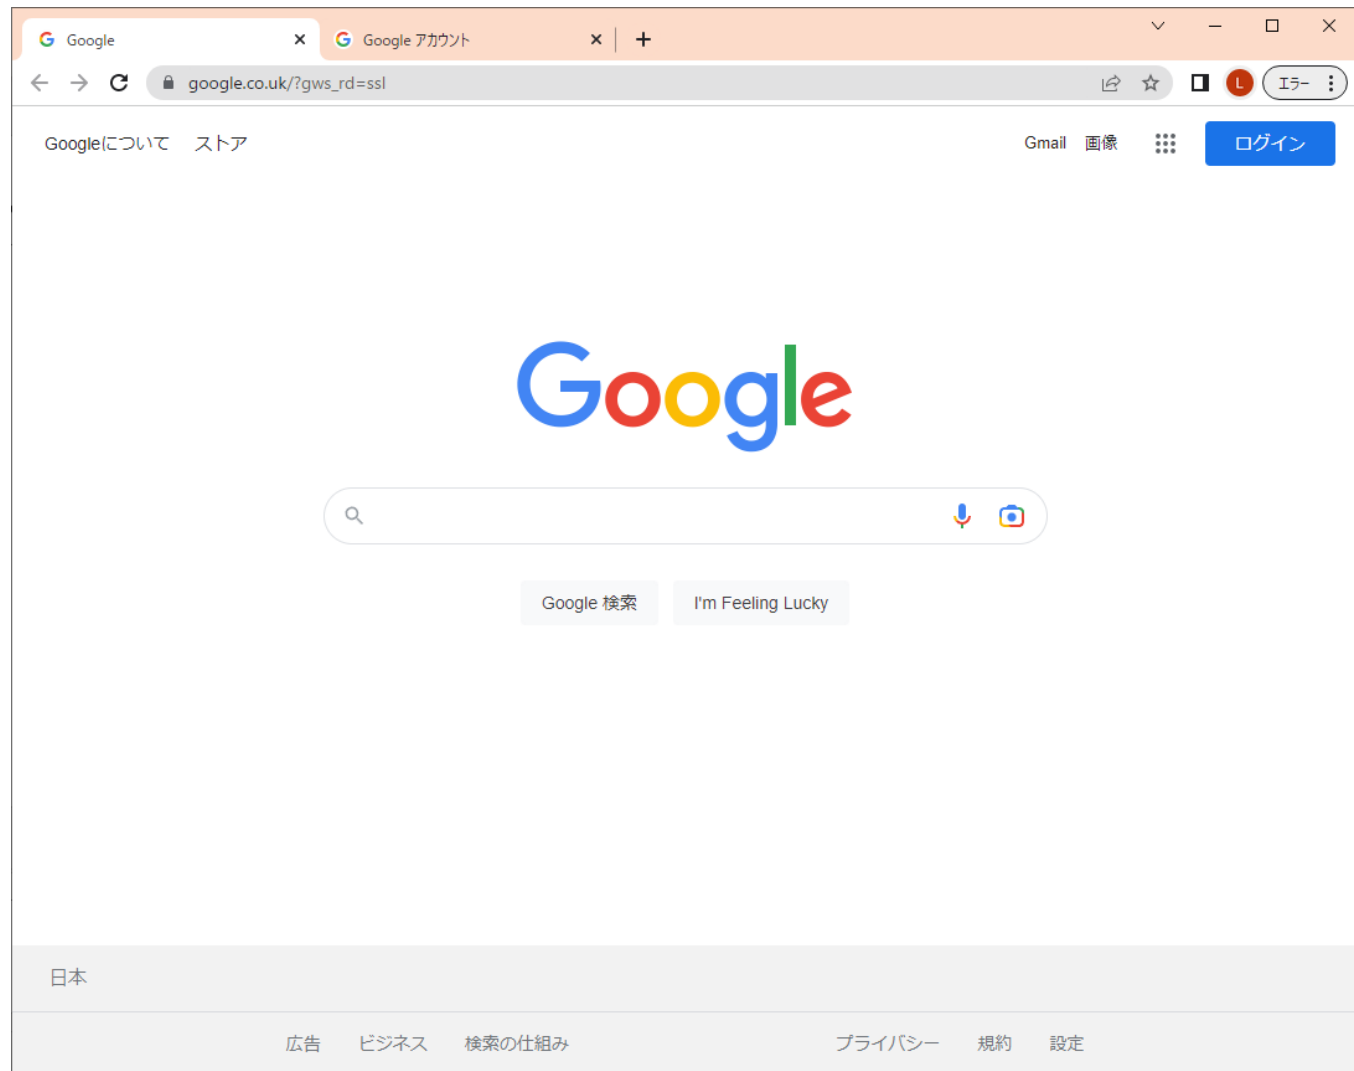 Google
Google アカウント
google.co.uk/?gws_rd=ssl
L
エラー
Googleについて ストア
Gmail 画像
ログイン
Google
Google 検索
I'm Feeling Lucky
日本
広告 ビジネス 検索の仕組み
プライバシー 規約 設定